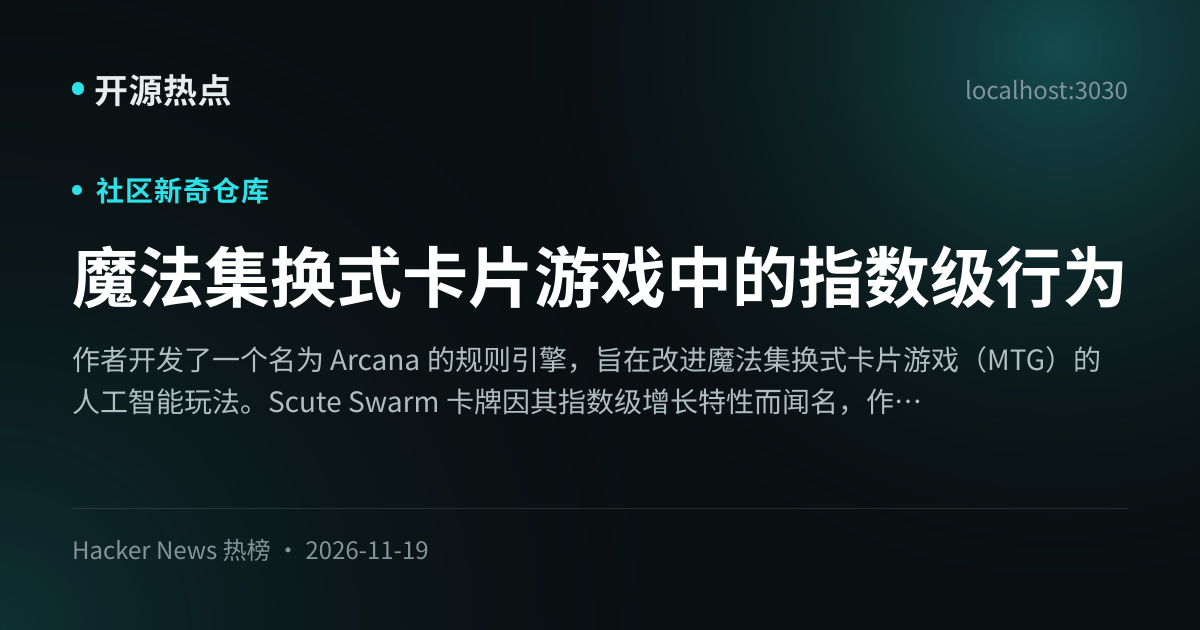 开源热点
localhost:3030
社区新奇仓库
魔法集换式卡片游戏中的指数级行为
作者开发了一个名为 Arcana 的规则引擎，旨在改进魔法集换式卡片游戏（MTG）的
人工智能玩法。Scute Swarm 卡牌因其指数级增长特性而闻名，作…
Hacker News 热榜 · 2026-11-19